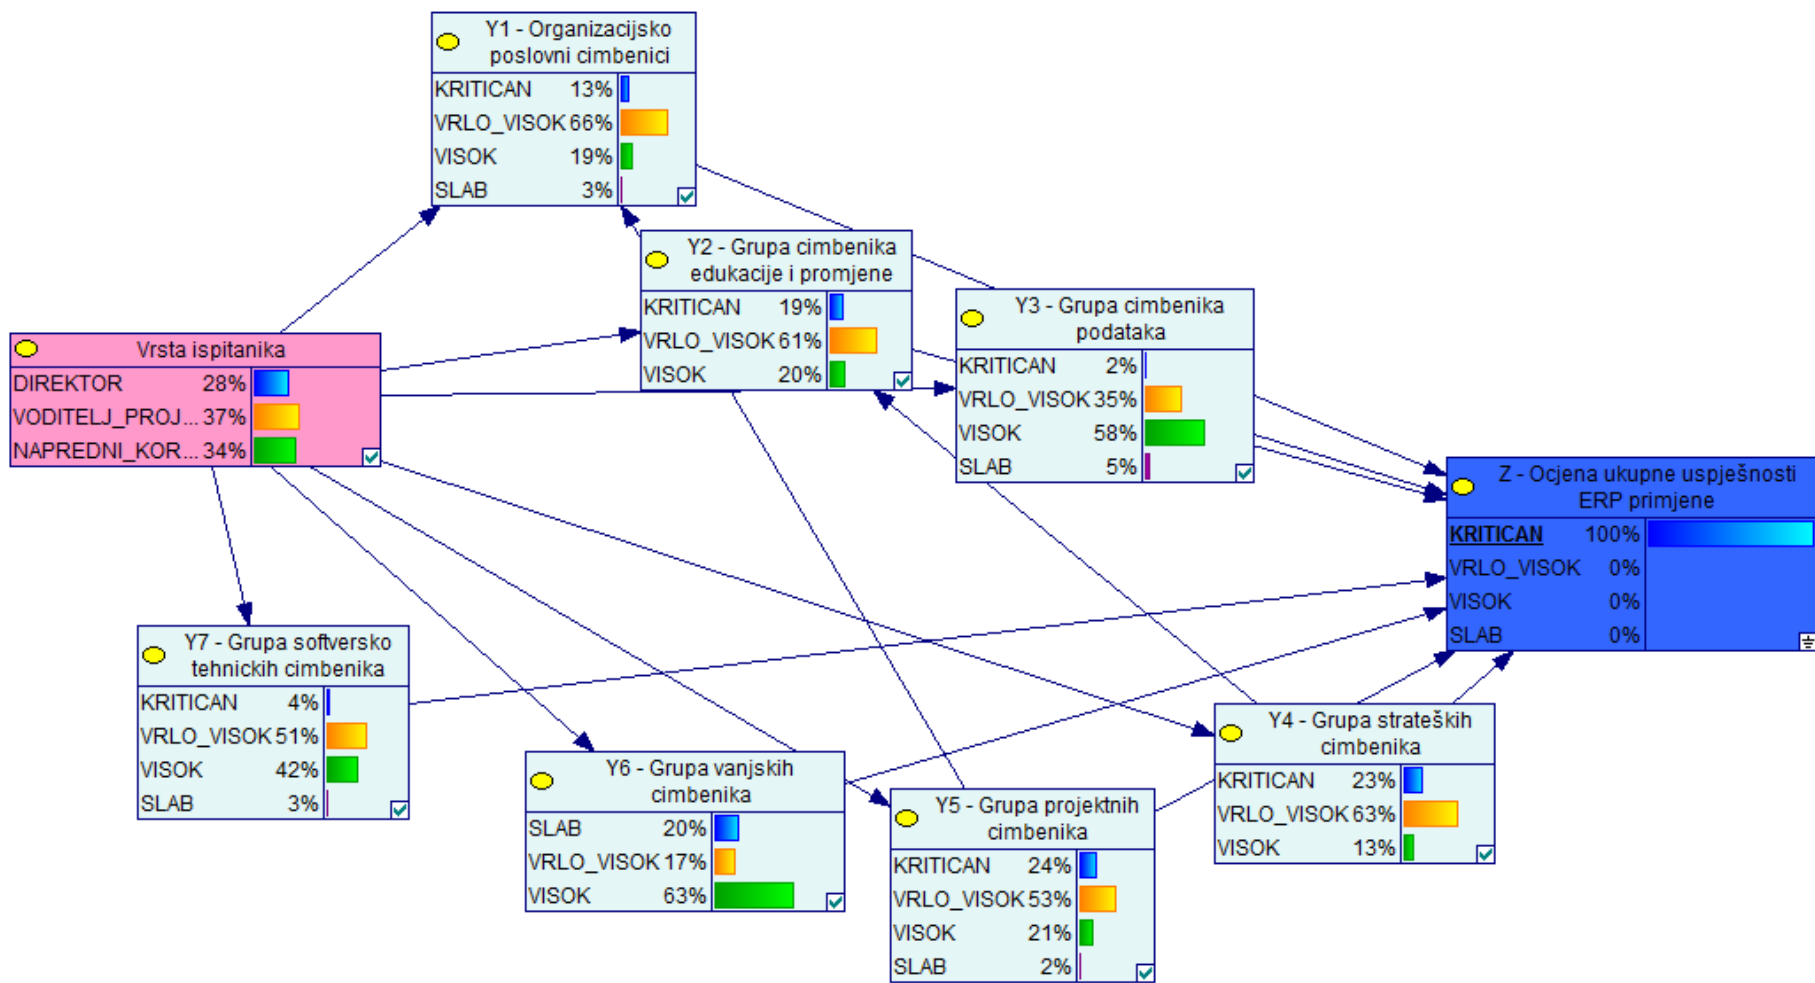 Y1 - Organizacijsko
poslovni cimbenici
KRITICAN 13%
VRLO_VISOK 66%
VISOK 19%
SLAB 3%
Y2 - Grupa cimbenika
edukacije i promjene
KRITICAN 19%
VRLO_VISOK 61%
VISOK 20%
Y3 - Grupa cimbenika
podataka
KRITICAN 2%
VRLO_VISOK 35%
VISOK 58%
SLAB 5%
Vrsta ispitanika
DIREKTOR 28%
VODITELJ_PROJ... 37%
NAPREDNI_KOR... 34%
Z - Ocjena ukupne uspješnosti
ERP primjene
KRITICAN 100%
VRLO_VISOK 0%
VISOK 0%
SLAB 0%
Y7 - Grupa softversko
tehnickih cimbenika
KRITICAN 4%
VRLO_VISOK 51%
VISOK 42%
SLAB 3%
Y6 - Grupa vanjskih
cimbenika
SLAB 20%
VRLO_VISOK 17%
VISOK 63%
Y5 - Grupa projektnih
cimbenika
KRITICAN 24%
VRLO_VISOK 53%
VISOK 21%
SLAB 2%
Y4 - Grupa strateških
cimbenika
KRITICAN 23%
VRLO_VISOK 63%
VISOK 13%